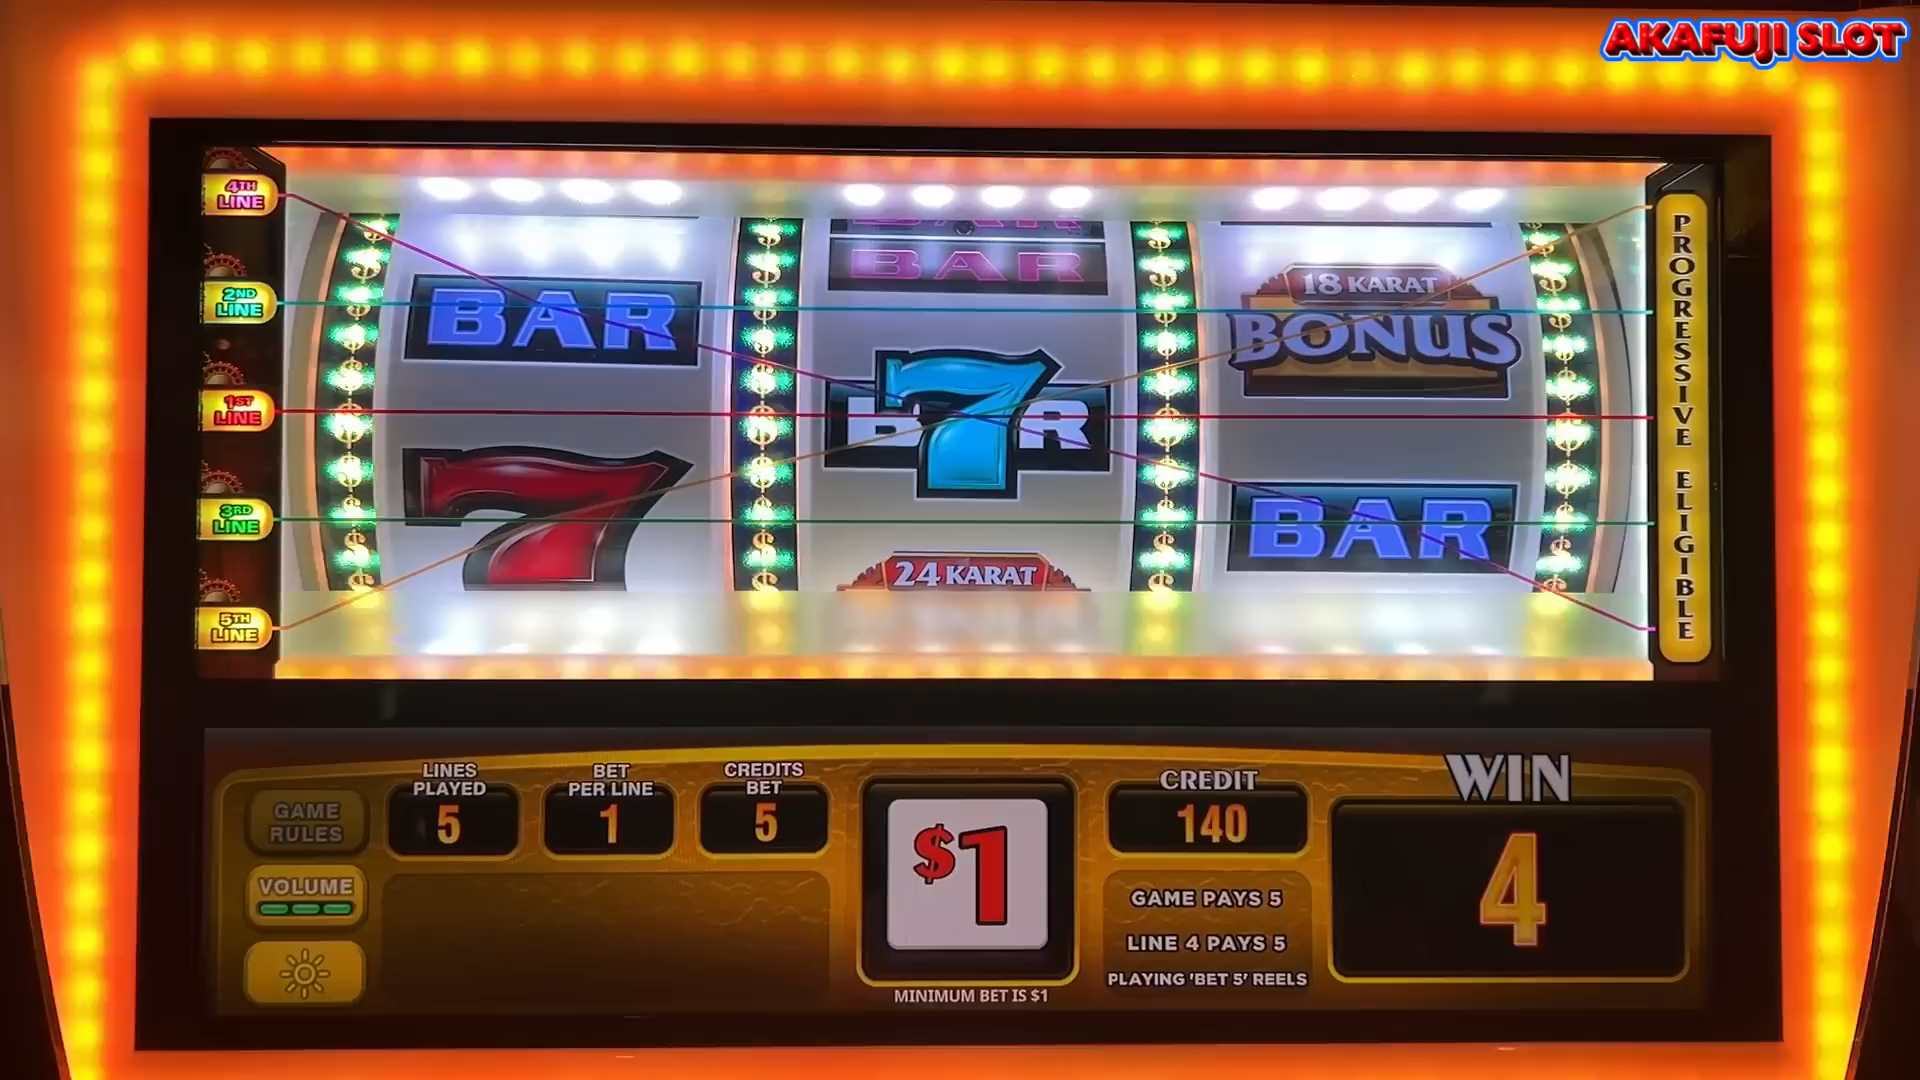 AKAFUJI SLOT
4TH
LINE
2ND
LINE
1ST
LINE
3RD
LINE
5TH
LINE
BAR
7
BAR
BAR
7
B R
24 KARAT
18 KARAT
BONUS
BAR
PROGRESSIVE ELIGIBLE
GAME
RULES
VOLUME
LINES
PLAYED
5
BET
PER LINE
1
CREDITS
BET
5
$1
MINIMUM BET IS $1
CREDIT
140
GAME PAYS 5
LINE 4 PAYS 5
PLAYING 'BET 5' REELS
WIN
4